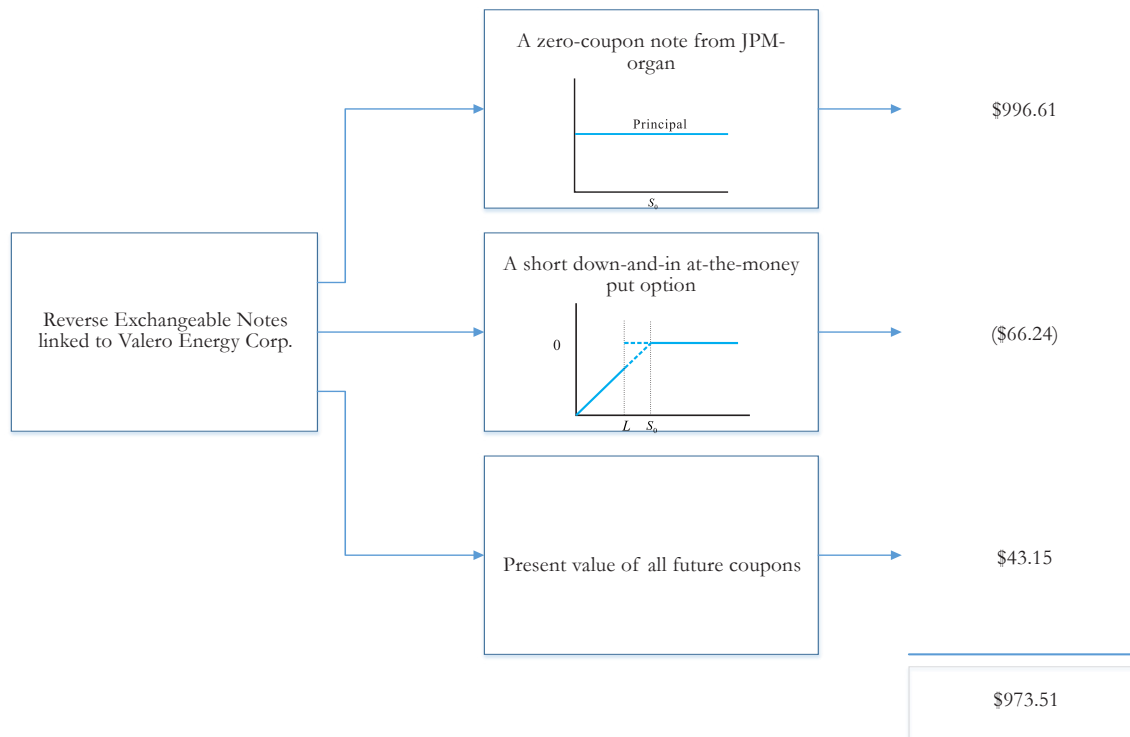 A zero-coupon note from JPM-
organ
Principal
S₀
$996.61
Reverse Exchangeable Notes
linked to Valero Energy Corp.
A short down-and-in at-the-money
put option
0
L S₀
($66.24)
Present value of all future coupons
$43.15
$973.51